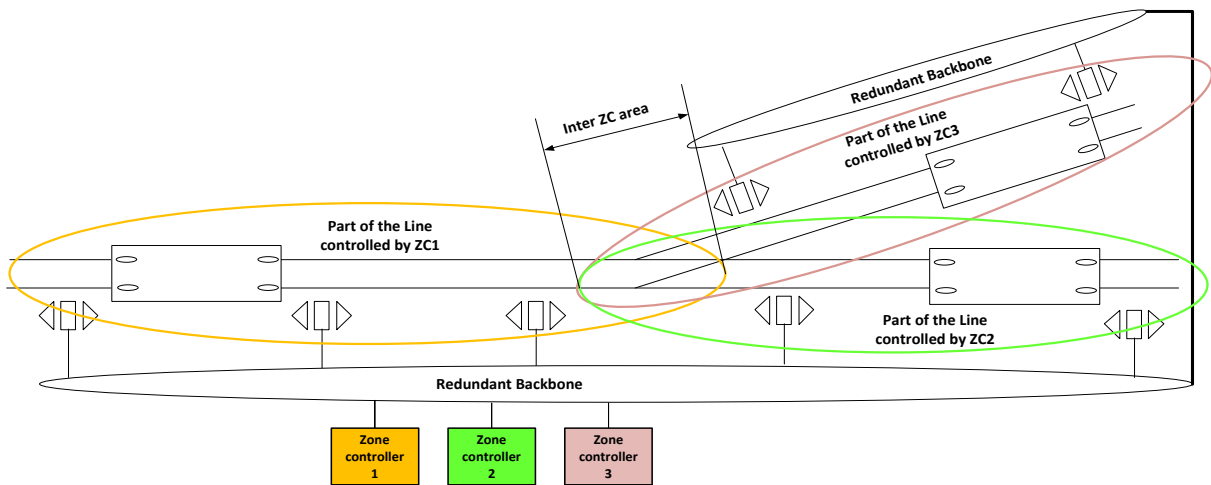 Redundant Backbone
Inter ZC area
Part of the Line
controlled by ZC3
Part of the Line
controlled by ZC1
Part of the Line
controlled by ZC2
Redundant Backbone
Zone
controller
1
Zone
controller
2
Zone
controller
3